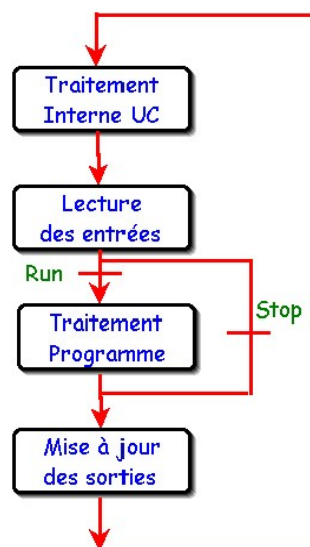 Traitement
Interne UC
Lecture
des entrées
Run
Stop
Traitement
Programme
Mise à jour
des sorties